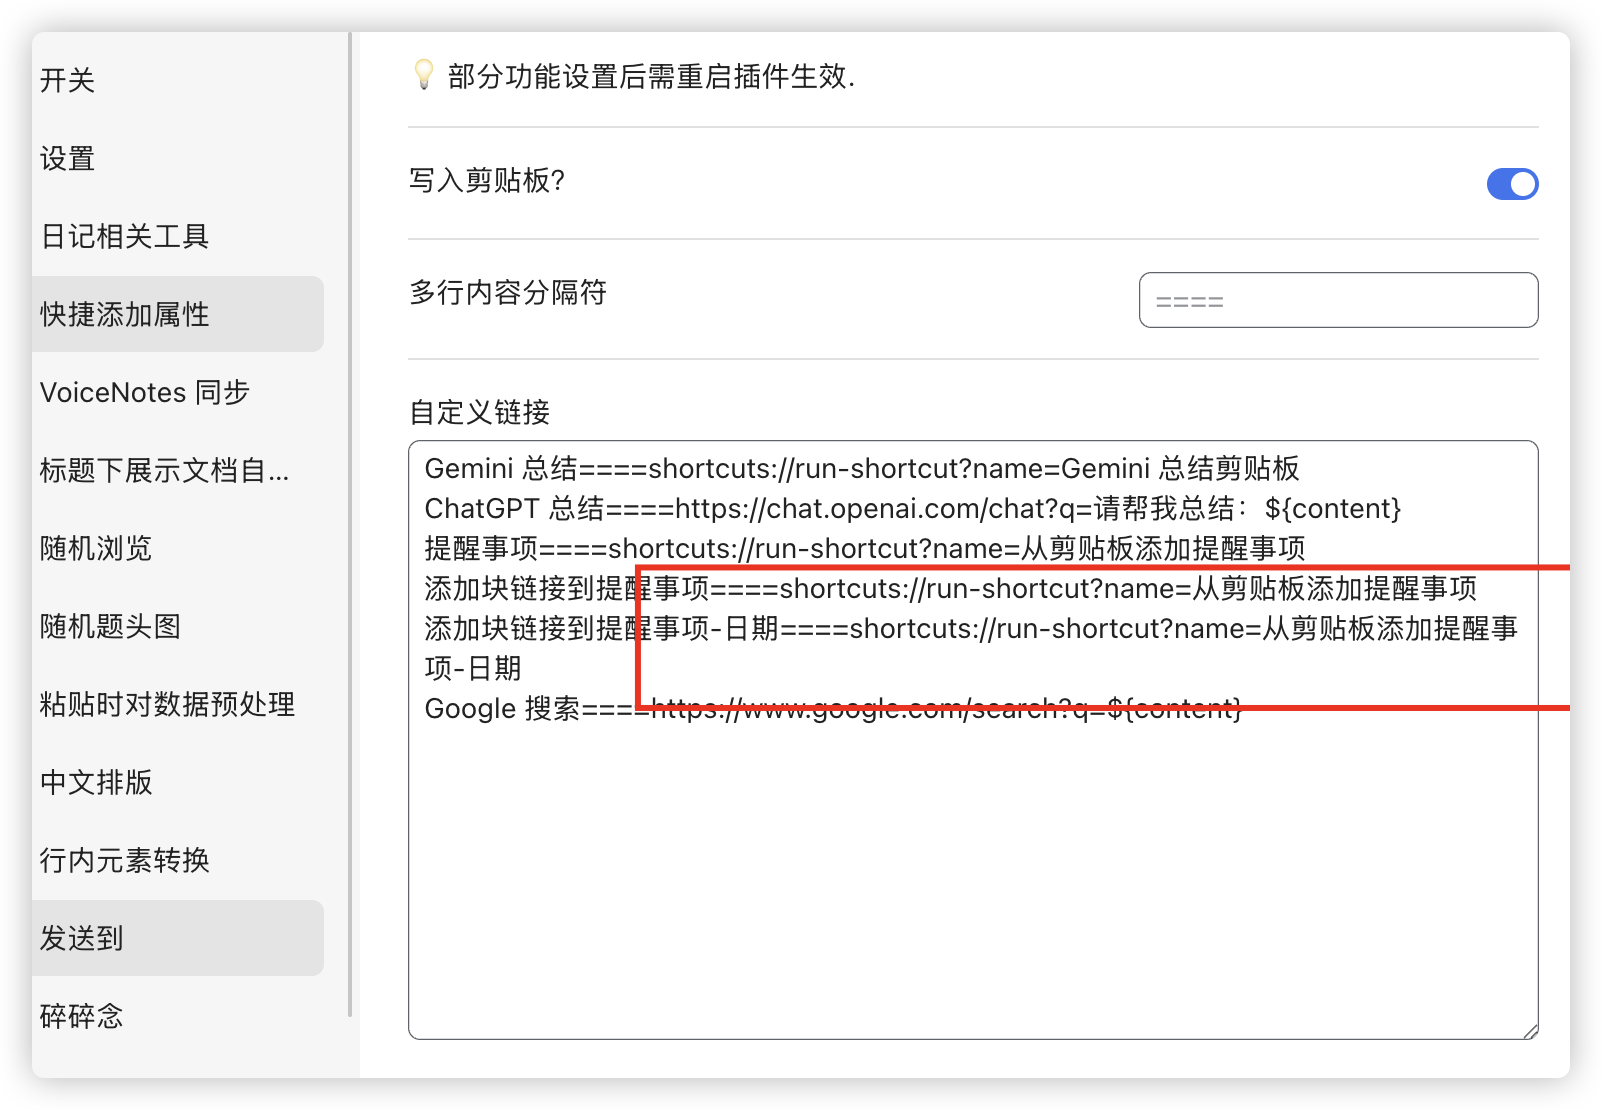 开关
设置
日记相关工具
快捷添加属性
VoiceNotes 同步
标题下展示文档自...
随机浏览
随机题头图
粘贴时对数据预处理
中文排版
行内元素转换
发送到
碎碎念
部分功能设置后需重启插件生效.
写入剪贴板?
多行内容分隔符
====
自定义链接
Gemini 总结====shortcuts://run-shortcut?name=Gemini 总结剪贴板
ChatGPT 总结====https://chat.openai.com/chat?q=请帮我总结：${content}
提醒事项====shortcuts://run-shortcut?name=从剪贴板添加提醒事项
添加块链接到提醒事项====shortcuts://run-shortcut?name=从剪贴板添加提醒事项
添加块链接到提醒事项-日期====shortcuts://run-shortcut?name=从剪贴板添加提醒事
项-日期
Google 搜索====https://www.google.com/search?q=${content}